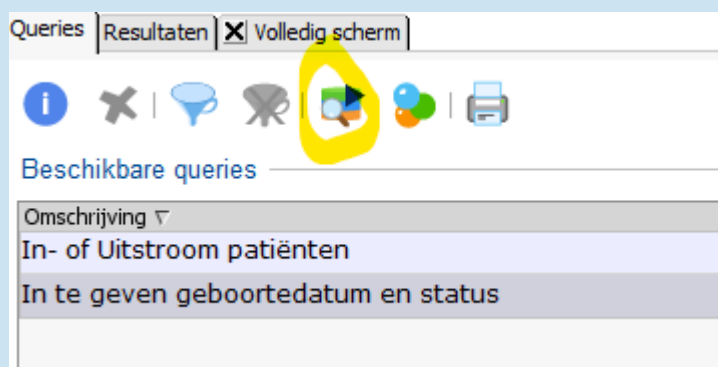 Queries Resultaten Volledig scherm
Beschikbare queries
Omschrijving
In- of Uitstroom patiënten
In te geven geboortedatum en status